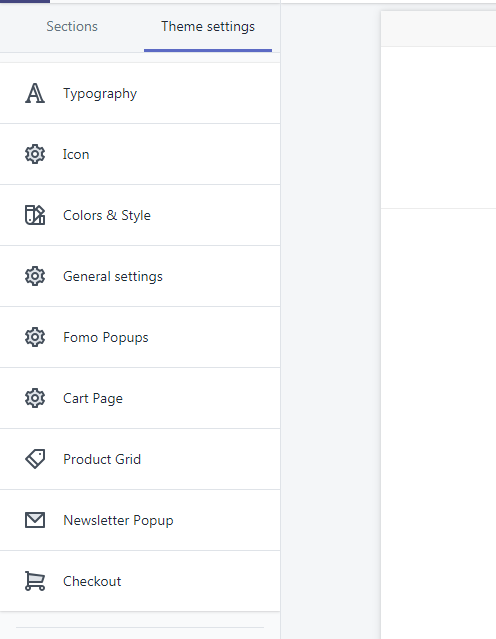 Sections Theme settings
Typography
Icon
Colors & Style
General settings
Fomo Popups
Cart Page
Product Grid
Newsletter Popup
Checkout